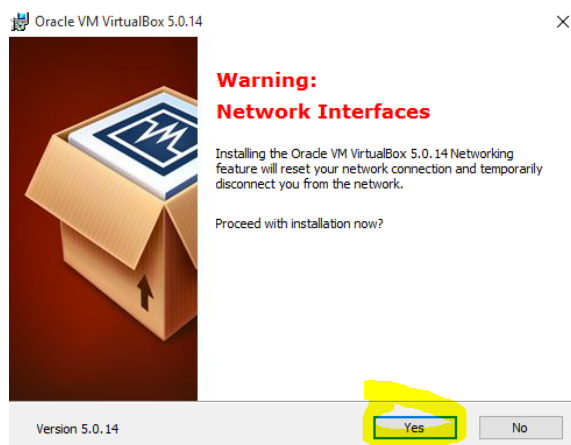 Oracle VM VirtualBox 5.0.14
Warning:
Network Interfaces
Installing the Oracle VM VirtualBox 5.0.14 Networking
feature will reset your network connection and temporarily
disconnect you from the network.
Proceed with installation now?
Version 5.0.14
Yes
No